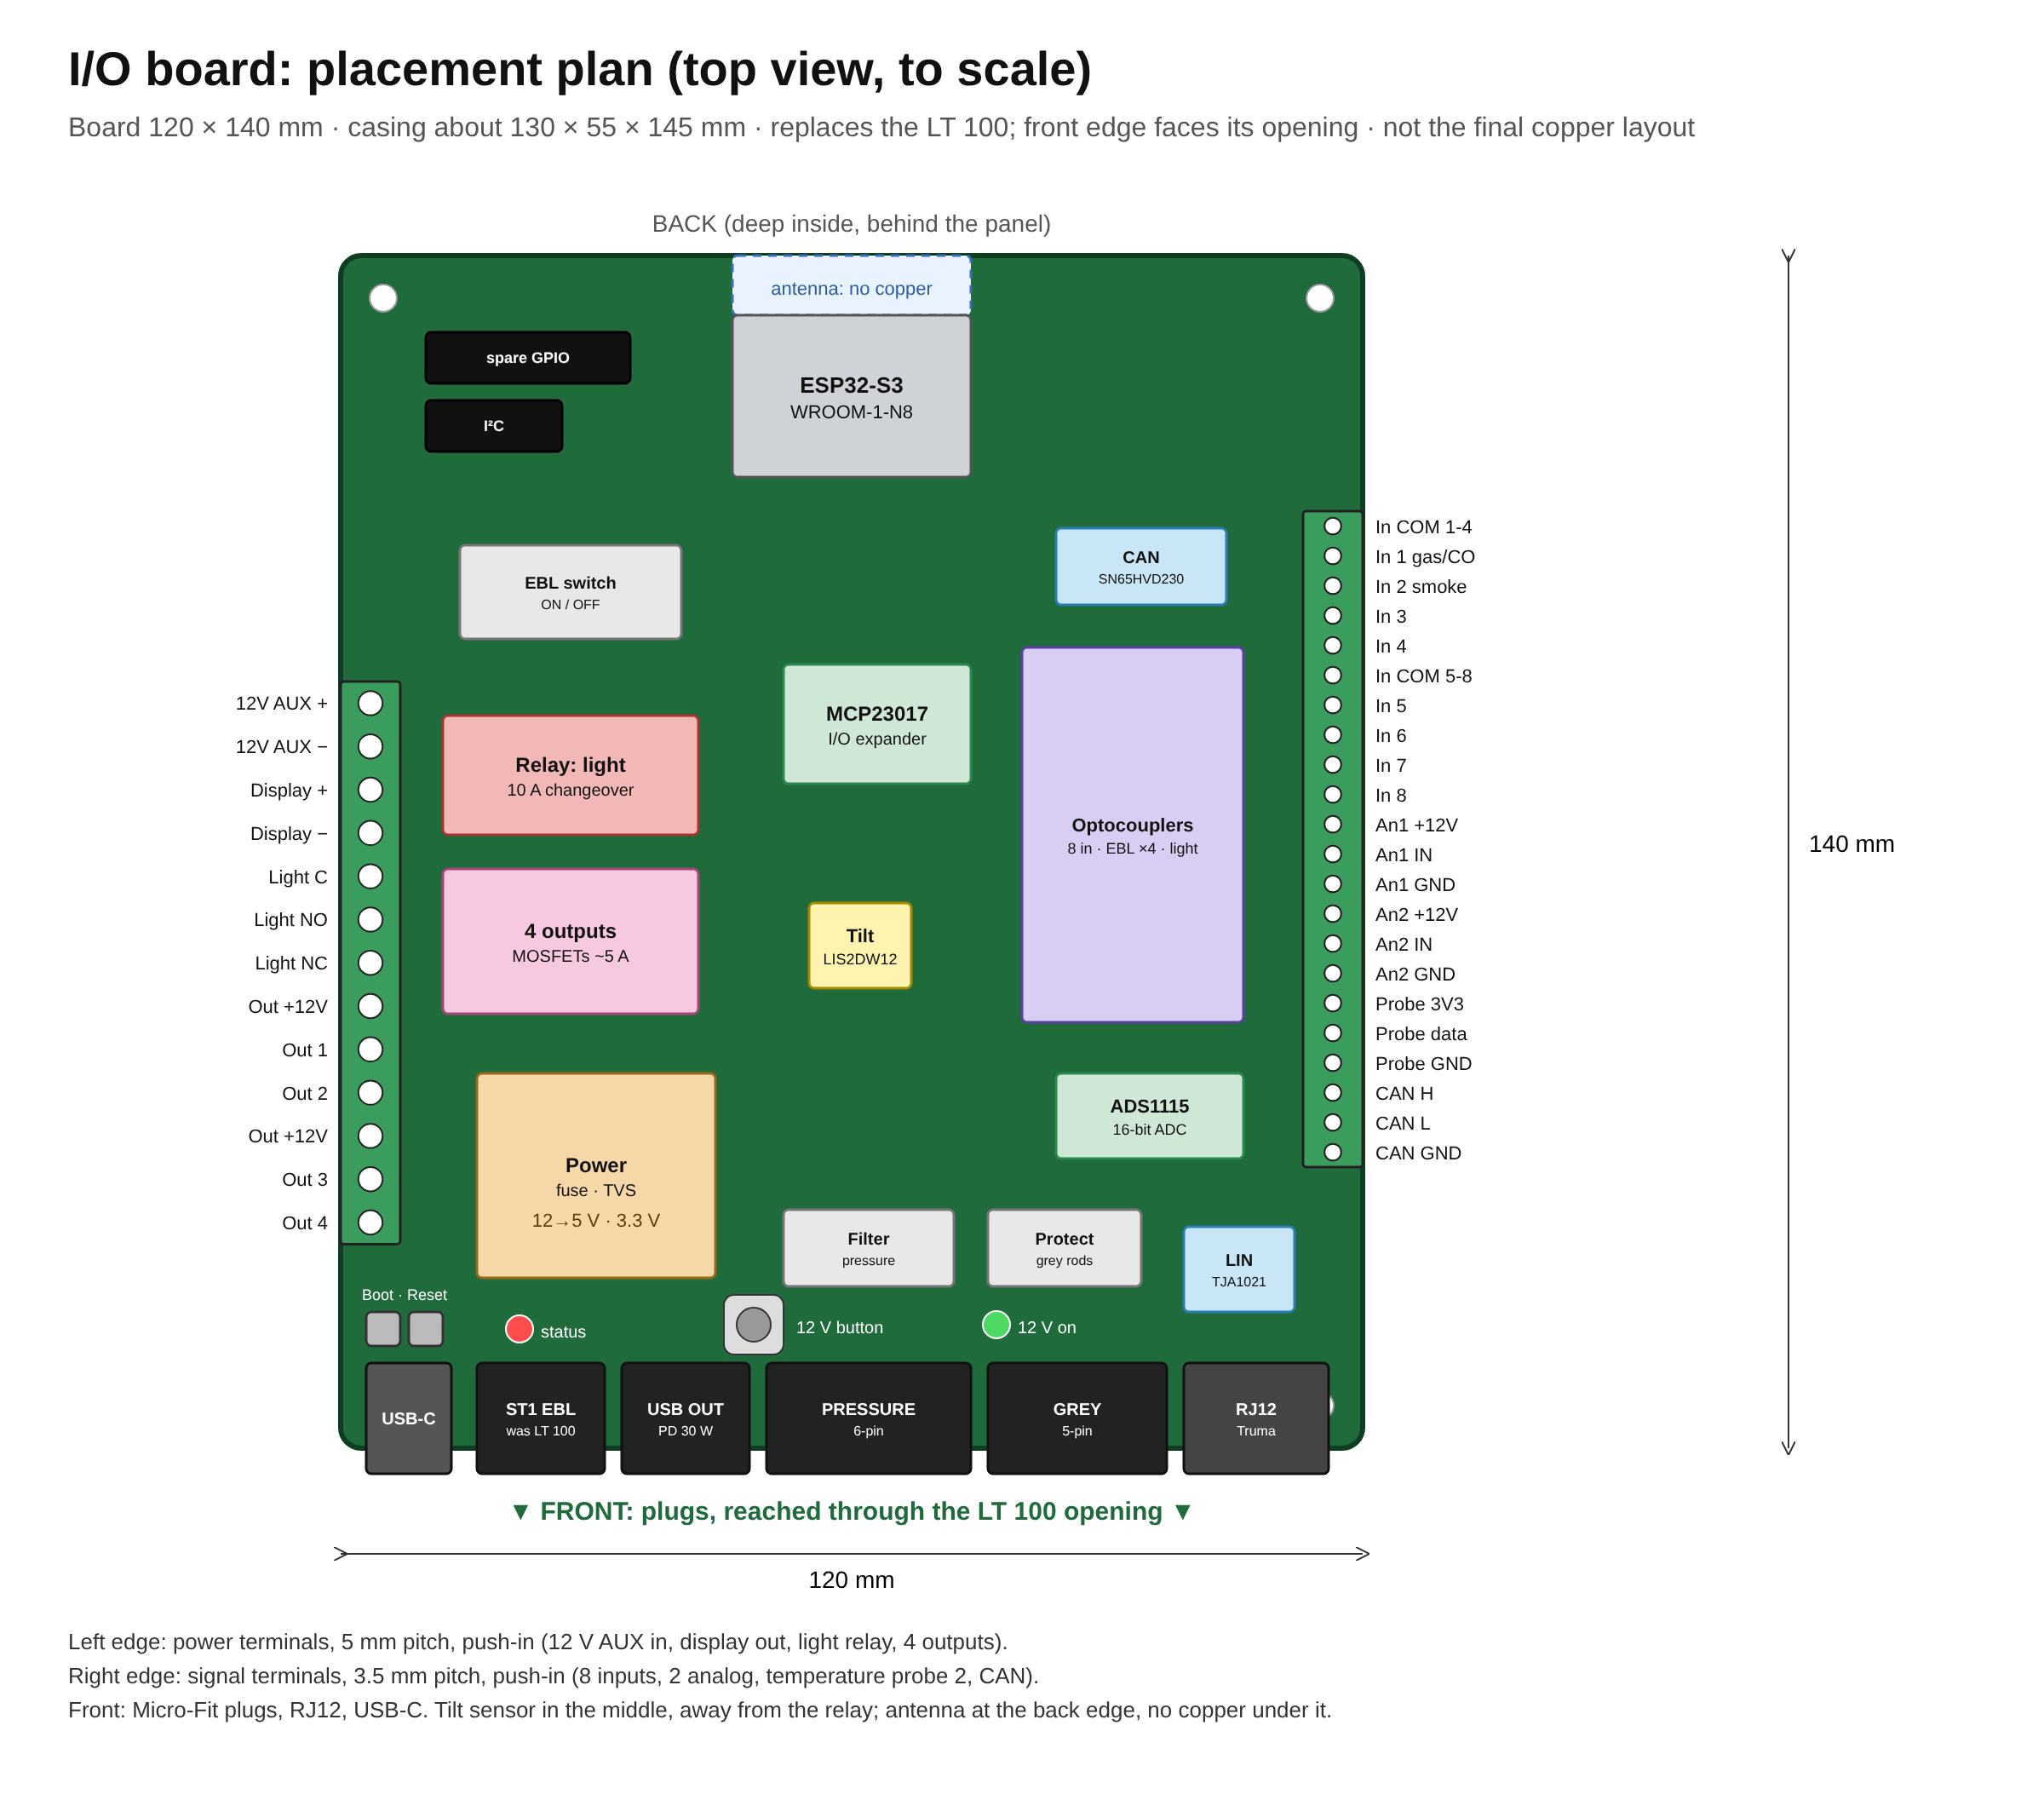 I/O board: placement plan (top view, to scale)
Board 120 × 140 mm · casing about 130 × 55 × 145 mm · replaces the LT 100; front edge faces its opening · not the final copper layout
BACK (deep inside, behind the panel)
antenna: no copper
spare GPIO
I²C
ESP32-S3
WROOM-1-N8
EBL switch
ON / OFF
CAN
SN65HVD230
MCP23017
I/O expander
Relay: light
10 A changeover
Optocouplers
8 in · EBL ×4 · light
4 outputs
MOSFETs ~5 A
Tilt
LIS2DW12
ADS1115
16-bit ADC
Power
fuse · TVS
12→5 V · 3.3 V
Filter
pressure
Protect
grey rods
LIN
TJA1021
12V AUX +
12V AUX −
Display +
Display −
Light C
Light NO
Light NC
Out +12V
Out 1
Out 2
Out +12V
Out 3
Out 4
In COM 1-4
In 1 gas/CO
In 2 smoke
In 3
In 4
In COM 5-8
In 5
In 6
In 7
In 8
An1 +12V
An1 IN
An1 GND
An2 +12V
An2 IN
An2 GND
Probe 3V3
Probe data
Probe GND
CAN H
CAN L
CAN GND
140 mm
Boot · Reset
status
12 V button
12 V on
USB-C
ST1 EBL
was LT 100
USB OUT
PD 30 W
PRESSURE
6-pin
GREY
5-pin
RJ12
Truma
▼ FRONT: plugs, reached through the LT 100 opening ▼
120 mm
Left edge: power terminals, 5 mm pitch, push-in (12 V AUX in, display out, light relay, 4 outputs).
Right edge: signal terminals, 3.5 mm pitch, push-in (8 inputs, 2 analog, temperature probe 2, CAN).
Front: Micro-Fit plugs, RJ12, USB-C. Tilt sensor in the middle, away from the relay; antenna at the back edge, no copper under it.